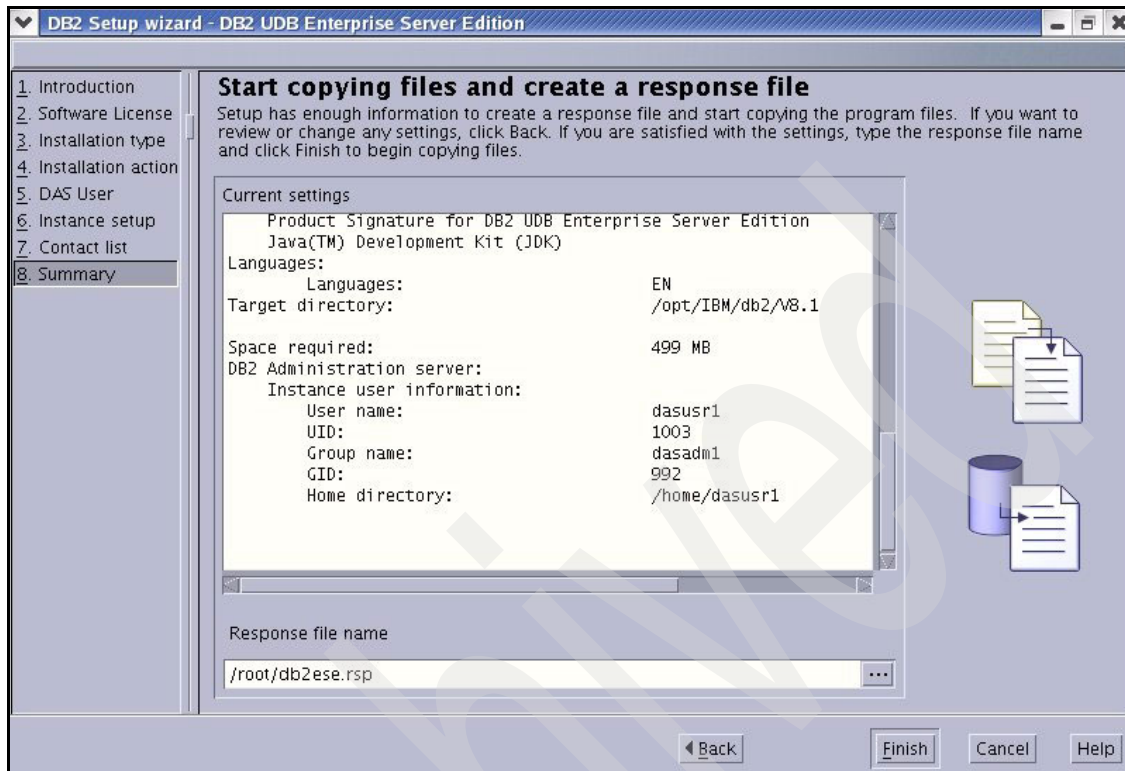 DB2 Setup wizard - DB2 UDB Enterprise Server Edition
1. Introduction
2. Software License
3. Installation type
4. Installation action
5. DAS User
6. Instance setup
7. Contact list
8. Summary
Start copying files and create a response file
Setup has enough information to create a response file and start copying the program files. If you want to
review or change any settings, click Back. If you are satisfied with the settings, type the response file name
and click Finish to begin copying files.
Current settings
Product Signature for DB2 UDB Enterprise Server Edition
Java(TM) Development Kit (JDK)
Languages:
Languages: EN
Target directory: /opt/IBM/db2/V8.1
Space required: 499 MB
DB2 Administration server:
Instance user information:
User name: dasusr1
UID: 1003
Group name: dasadm1
GID: 992
Home directory: /home/dasusr1
Response file name
/root/db2ese.rsp
...
Back
Finish
Cancel
Help